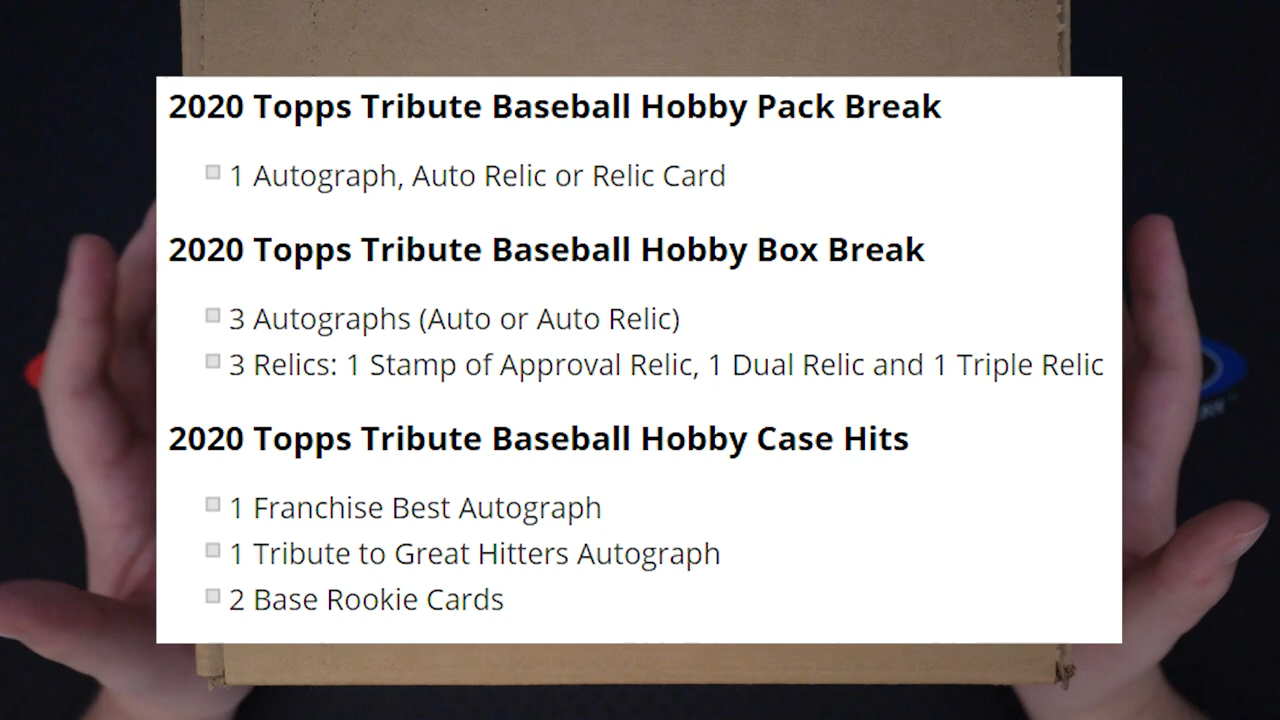 2020 Topps Tribute Baseball Hobby Pack Break
1 Autograph, Auto Relic or Relic Card
2020 Topps Tribute Baseball Hobby Box Break
3 Autographs (Auto or Auto Relic)
3 Relics: 1 Stamp of Approval Relic, 1 Dual Relic and 1 Triple Relic
2020 Topps Tribute Baseball Hobby Case Hits
1 Franchise Best Autograph
1 Tribute to Great Hitters Autograph
2 Base Rookie Cards